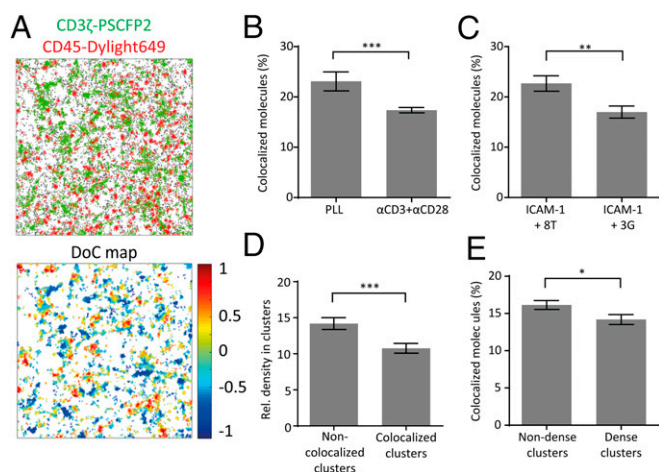 A
CD3ζ-PSCFP2
CD45-Dylight649
DoC map
1
0.5
0
-0.5
-1
B
Colocalized molecules (%)
30
20
10
0
***
PLL
αCD3+αCD28
C
Colocalized molecules (%)
30
20
10
0
**
ICAM-1
+ 8T
ICAM-1
+ 3G
D
Rel. density in clusters
20
15
10
5
0
***
Non-
colocalized
clusters
Colocalized
clusters
E
Colocalized molec ules (%)
20
15
10
5
0
*
Non-dense
clusters
Dense
clusters